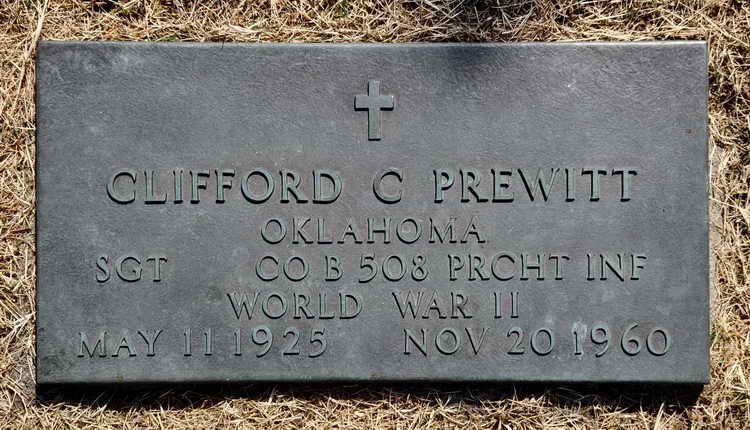 CLIFFORD C PREWITT
OKLAHOMA
SGT CO B 508 PRCHT INF
WORLD WAR II
MAY 11 1925 NOV 20 1960